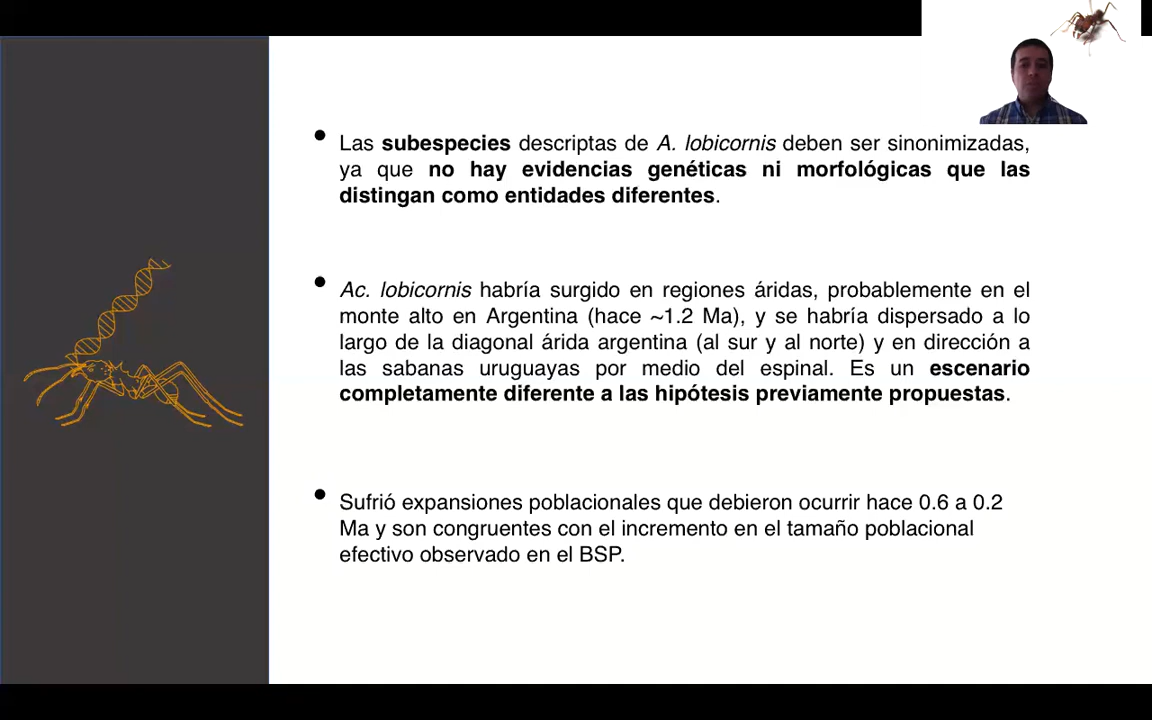 Las subespecies descriptas de A. lobicornis deben ser sinonimizadas,
ya que no hay evidencias genéticas ni morfológicas que las
distingan como entidades diferentes.
Ac. lobicornis habría surgido en regiones áridas, probablemente en el
monte alto en Argentina (hace ~1.2 Ma), y se habría dispersado a lo
largo de la diagonal árida argentina (al sur y al norte) y en dirección a
las sabanas uruguayas por medio del espinal. Es un escenario
completamente diferente a las hipótesis previamente propuestas.
Sufrió expansiones poblacionales que debieron ocurrir hace 0.6 a 0.2
Ma y son congruentes con el incremento en el tamaño poblacional
efectivo observado en el BSP.